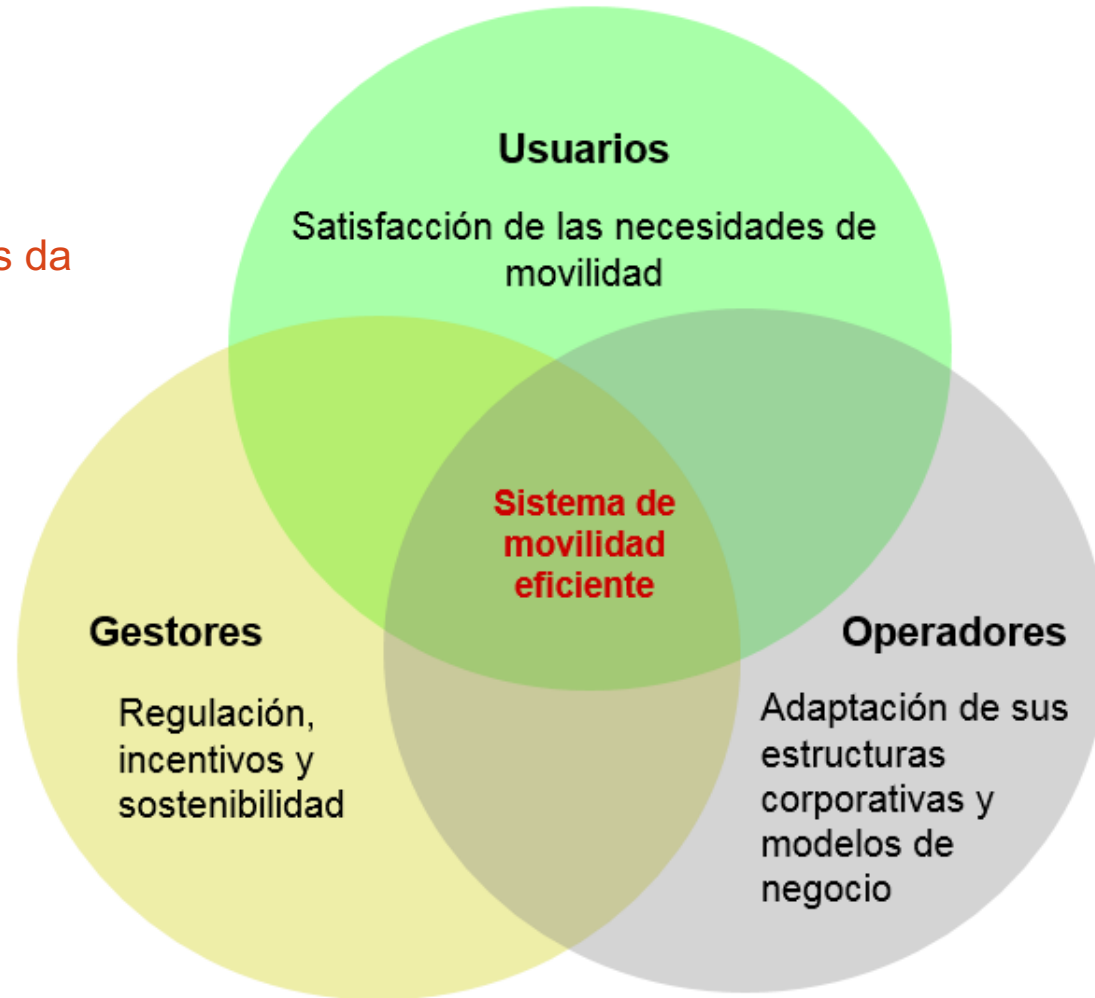 Usuarios
Satisfacción de las necesidades de
movilidad
s da
Sistema de
movilidad
eficiente
Gestores
Regulación,
incentivos y
sostenibilidad
Operadores
Adaptación de sus
estructuras
corporativas y
modelos de
negocio